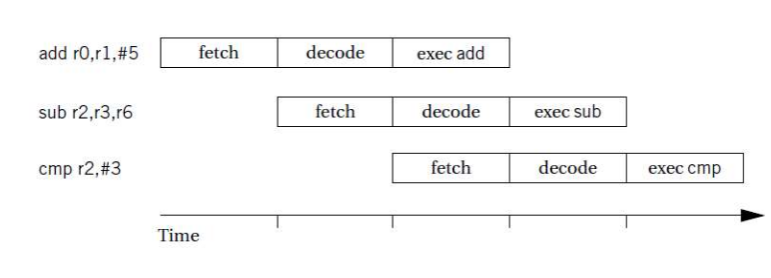 add r0,r1,#5 fetch decode exec add
sub r2,r3,r6 fetch decode exec sub
cmp r2,#3 fetch decode exec cmp
Time